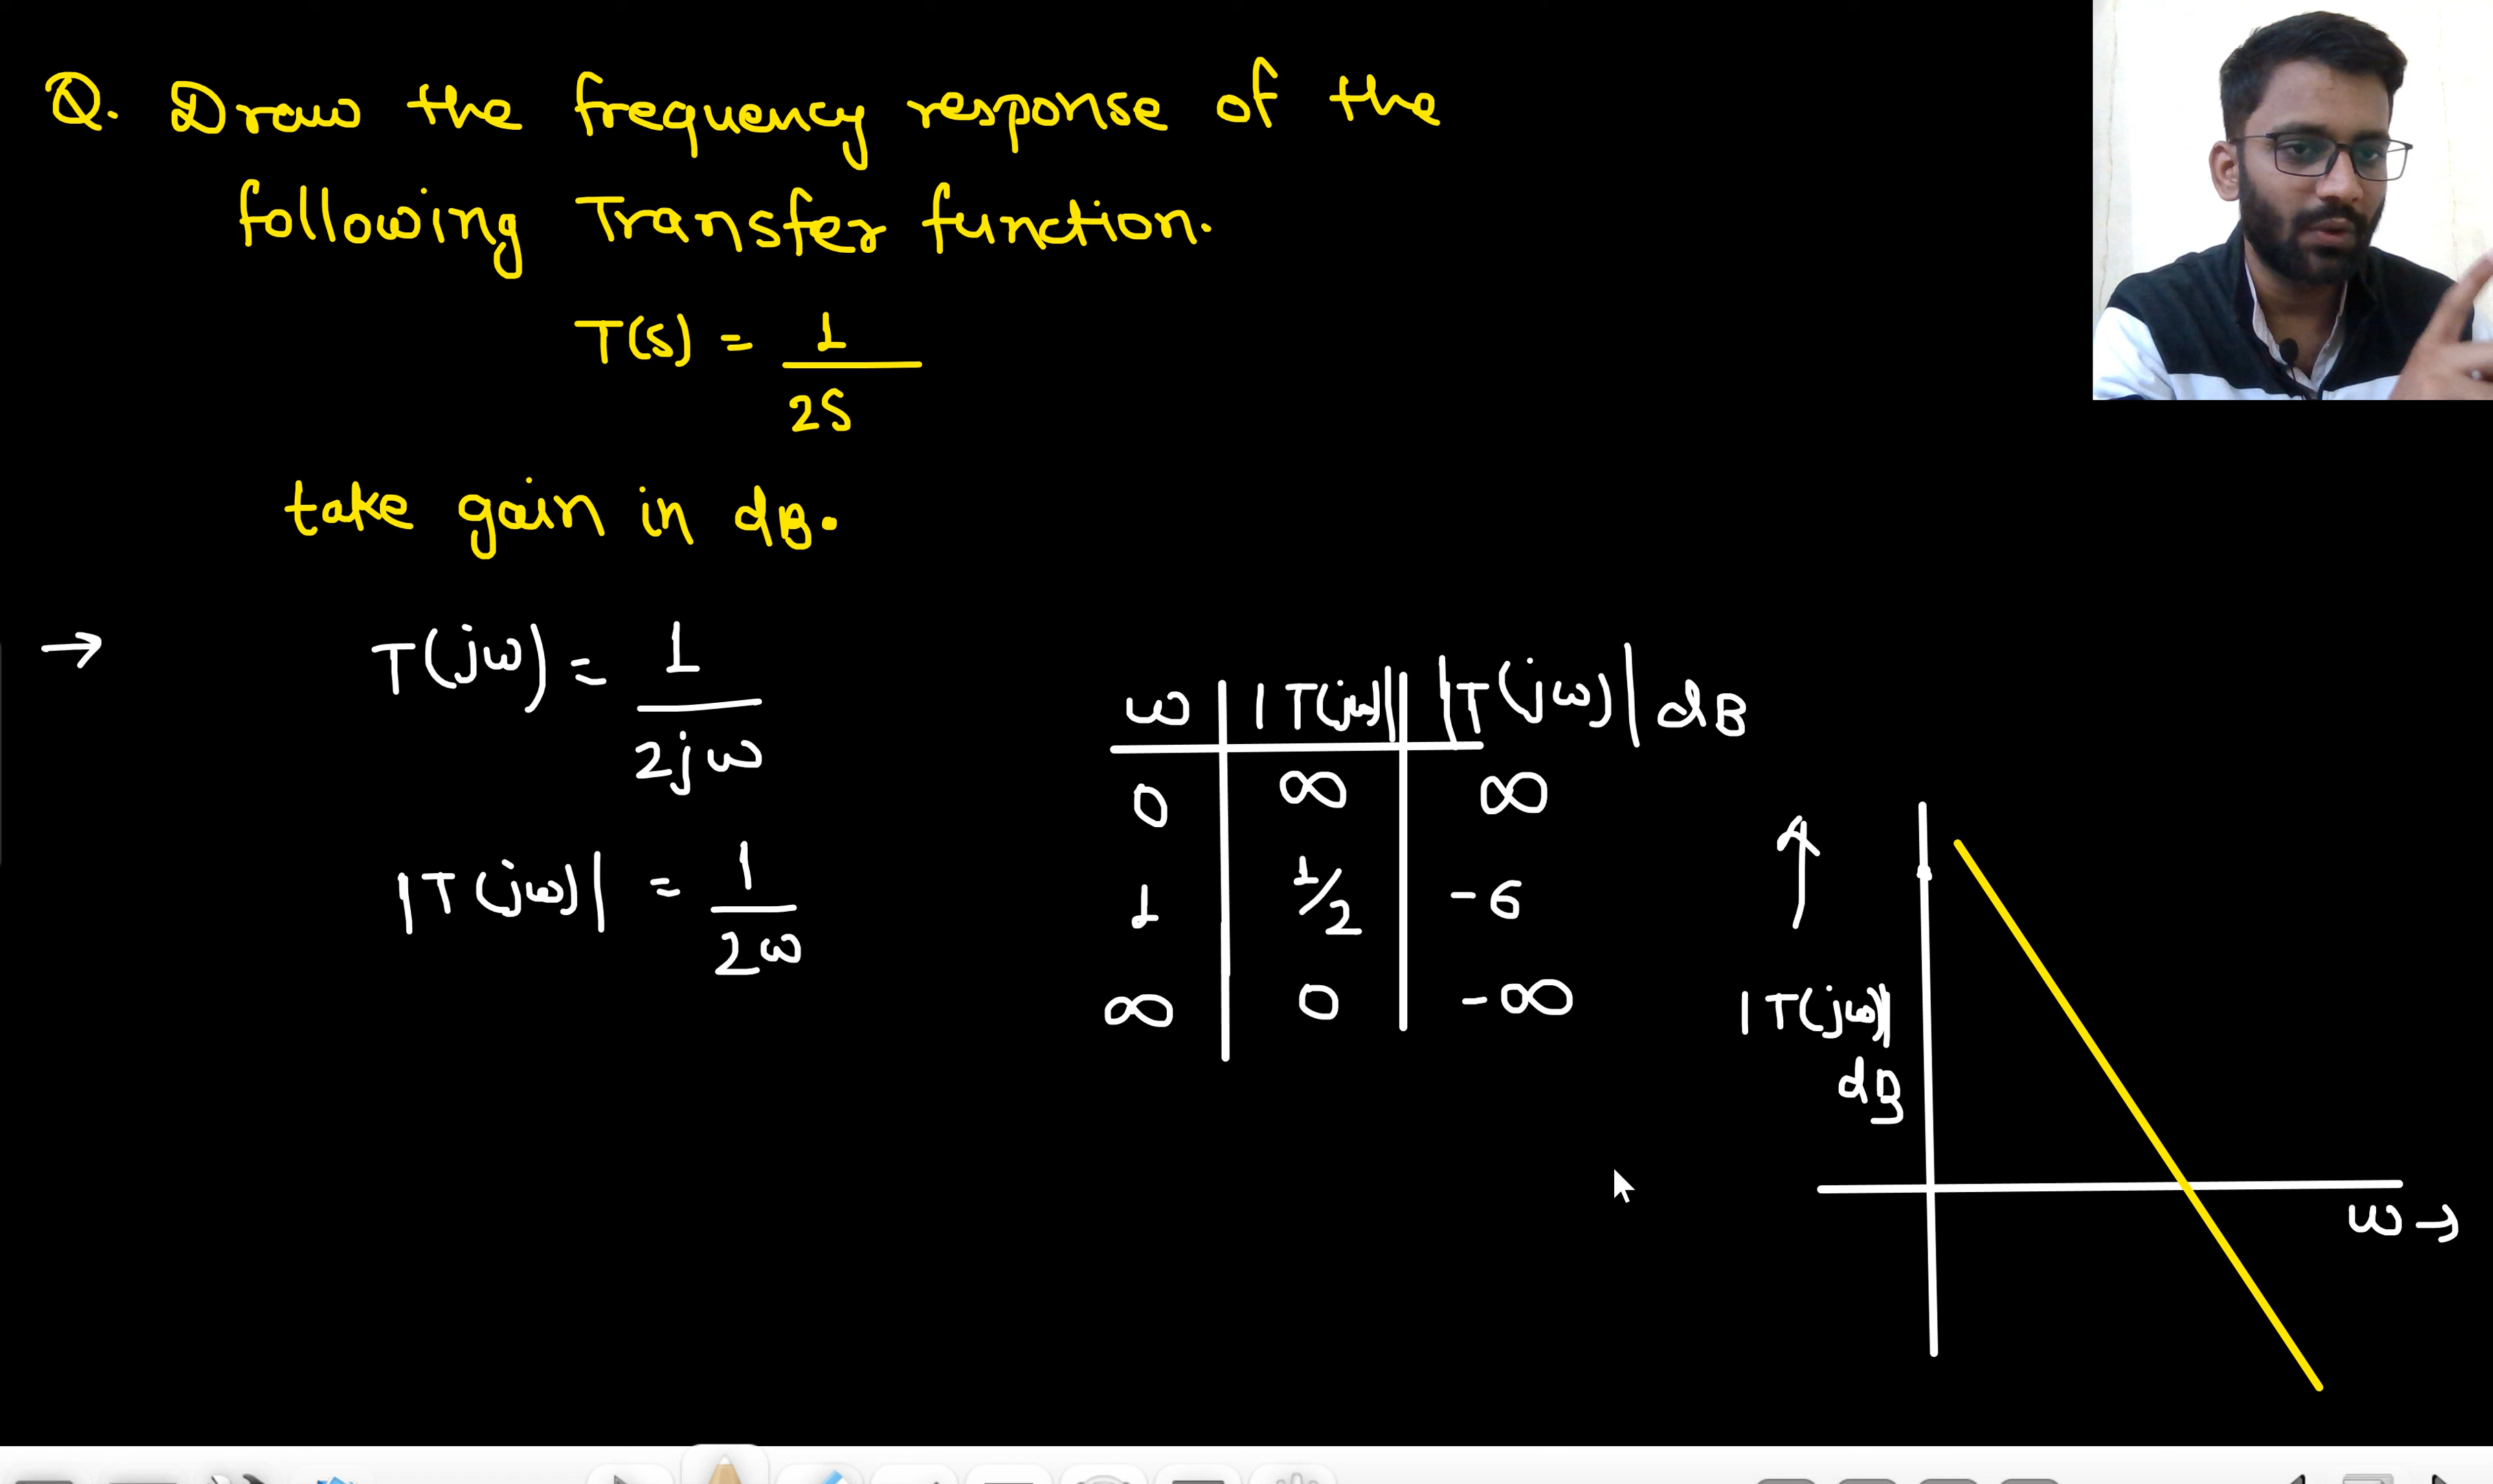 Q. Draw the frequency response of the
following Transfer function.
T(s) = 1
2S
take gain in dB.
→ T(jω) = 1
2jω
|T(jω)| = 1
2ω
ω |T(jω)| |T(jω)| dB
0 ∞ ∞
1 1/2 -6
∞ 0 -∞
|T(jω)|
dB
ω→